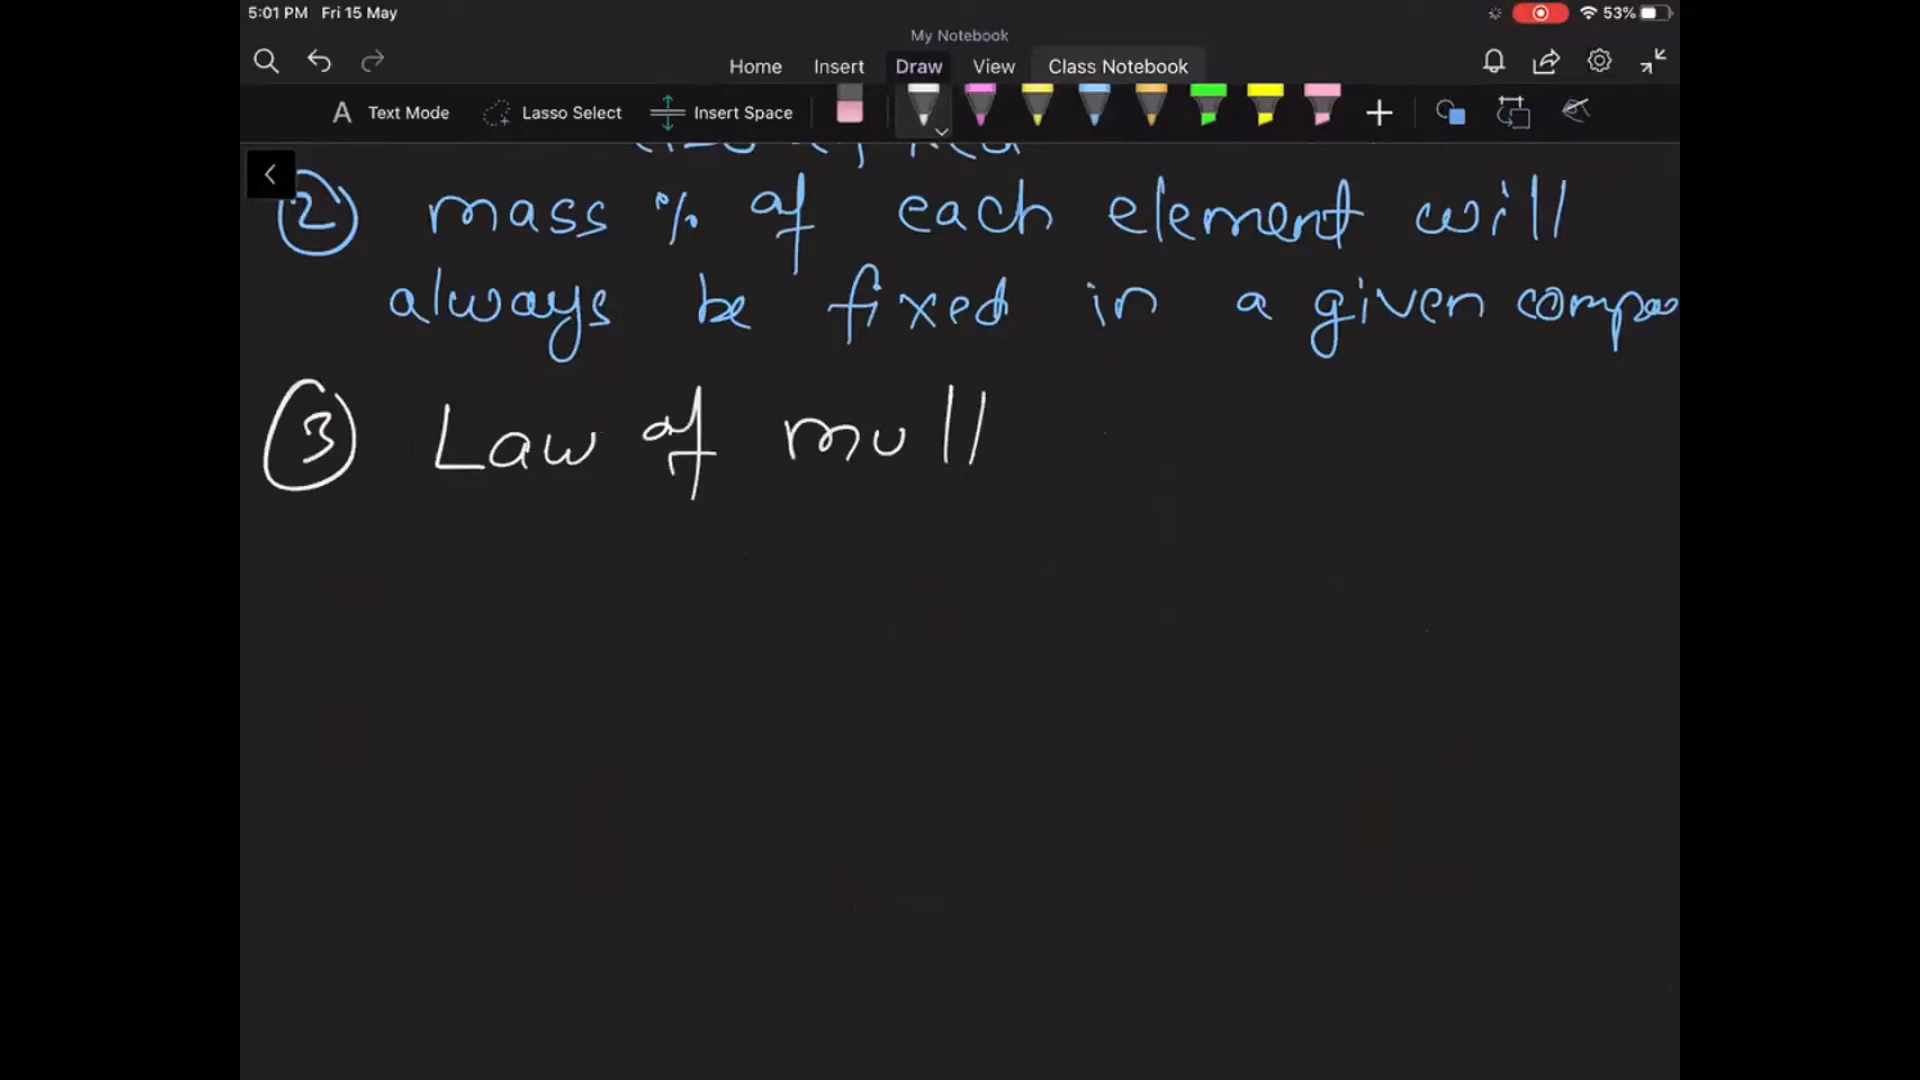 5:01 PM Fri 15 May
53%
My Notebook
Home Insert Draw View Class Notebook
Text Mode Lasso Select Insert Space
2 mass % of each element will
always be fixed in a given
3 Law of mull